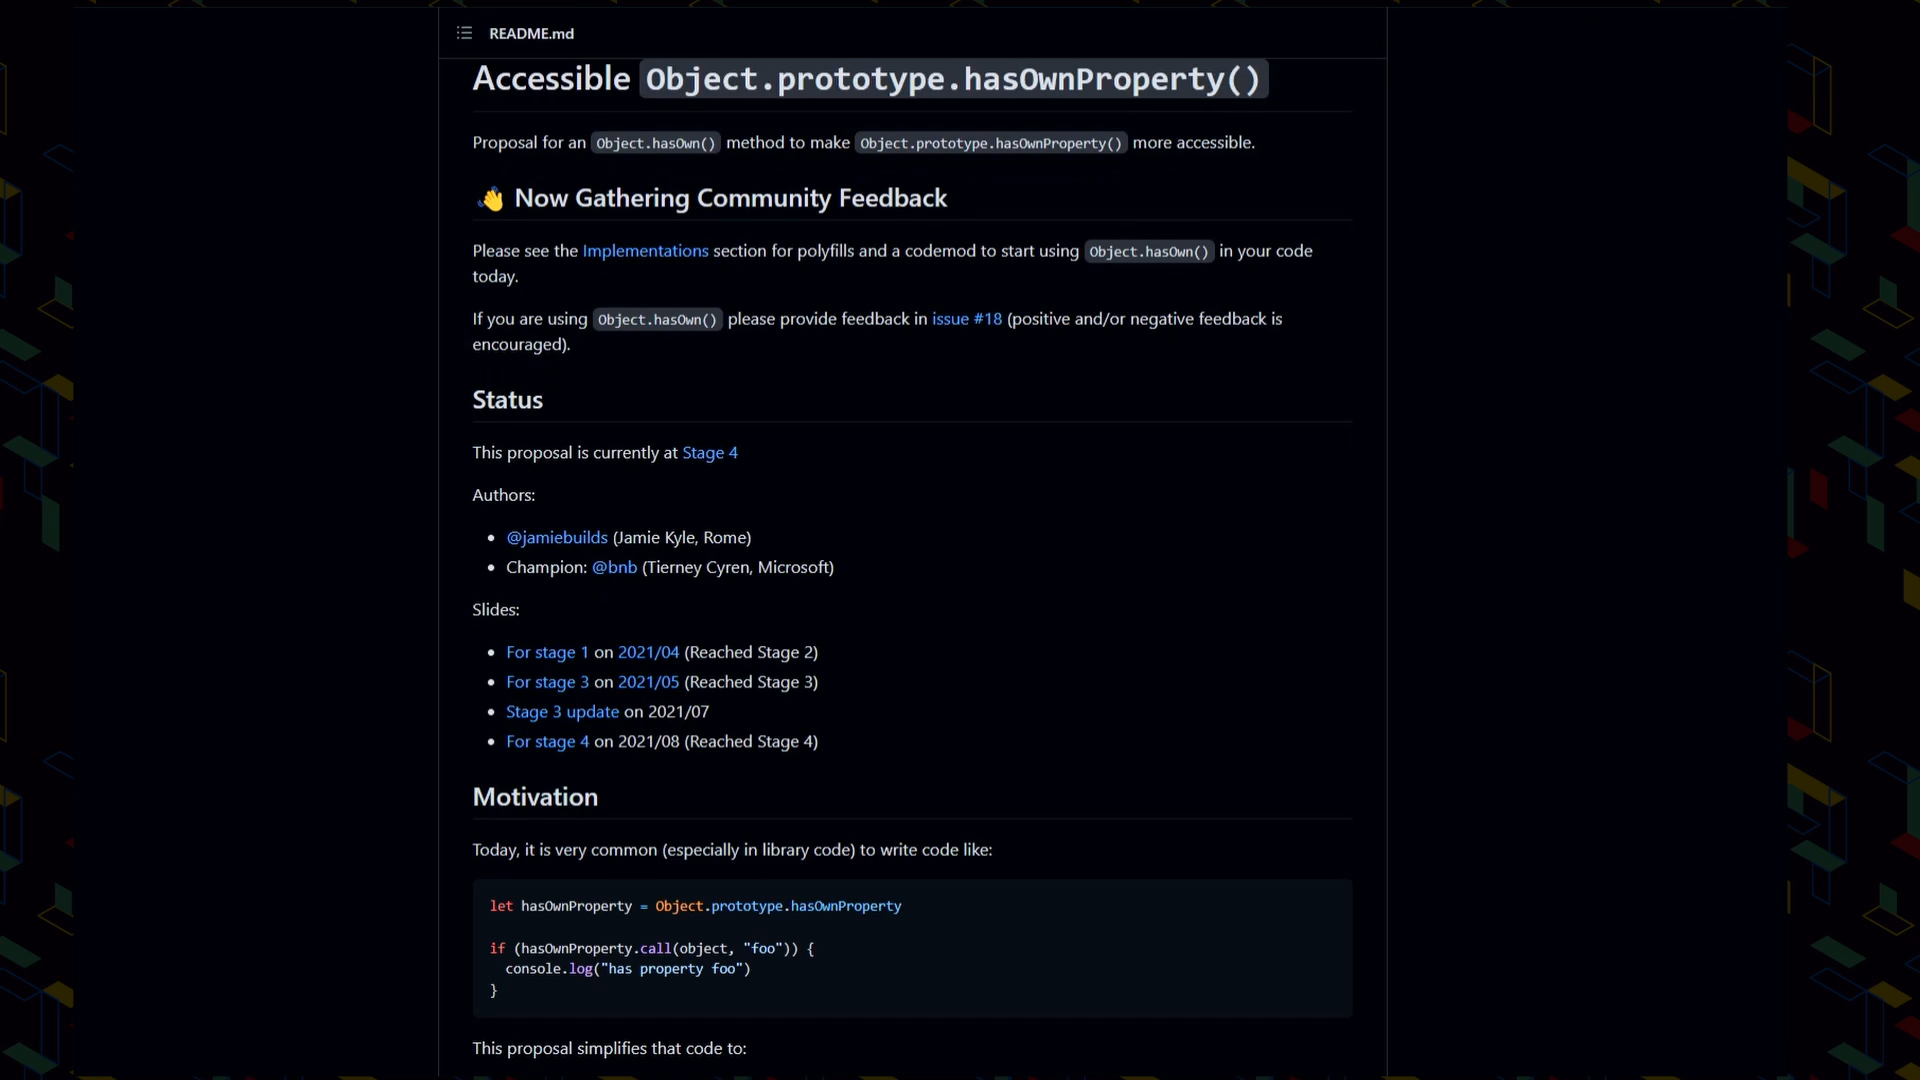 README.md
Accessible Object.prototype.hasOwnProperty()
Proposal for an Object.hasOwn() method to make Object.prototype.hasOwnProperty() more accessible.
👋 Now Gathering Community Feedback
Please see the Implementations section for polyfills and a codemod to start using Object.hasOwn() in your code
today.
If you are using Object.hasOwn() please provide feedback in issue #18 (positive and/or negative feedback is
encouraged).
Status
This proposal is currently at Stage 4
Authors:
• @jamiebuilds (Jamie Kyle, Rome)
• Champion: @bnb (Tierney Cyren, Microsoft)
Slides:
• For stage 1 on 2021/04 (Reached Stage 2)
• For stage 3 on 2021/05 (Reached Stage 3)
• Stage 3 update on 2021/07
• For stage 4 on 2021/08 (Reached Stage 4)
Motivation
Today, it is very common (especially in library code) to write code like:
let hasOwnProperty = Object.prototype.hasOwnProperty
if (hasOwnProperty.call(object, "foo")) {
  console.log("has property foo")
}
This proposal simplifies that code to: